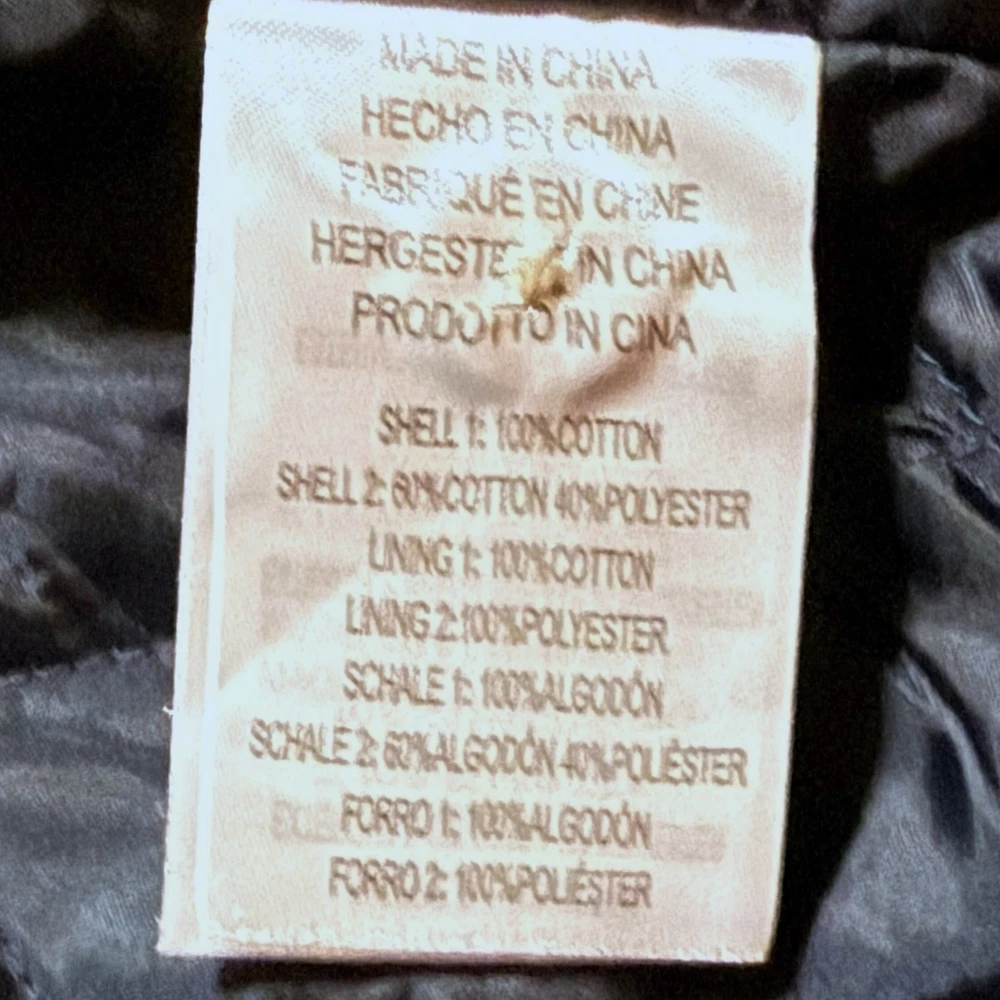 MADE IN CHINA
HECHO EN CHINA
FABRIQUÉ EN CHINE
IN CHINA
PRODOTTO IN CINA
SHELL 1: 100%COTTON
SHELL 2: 60%COTTON 40%POLYESTER
LINING 1: 100%COTTON
LINING 2:100%POLYESTER
SCHALE 1: 100%ALGODÓN
SCHALE 2: 60%ALGODÓN 40%POLIÉSTER
FORRO 1: 100%ALGODÓN
FORRO 2: 100%POLIÉSTER